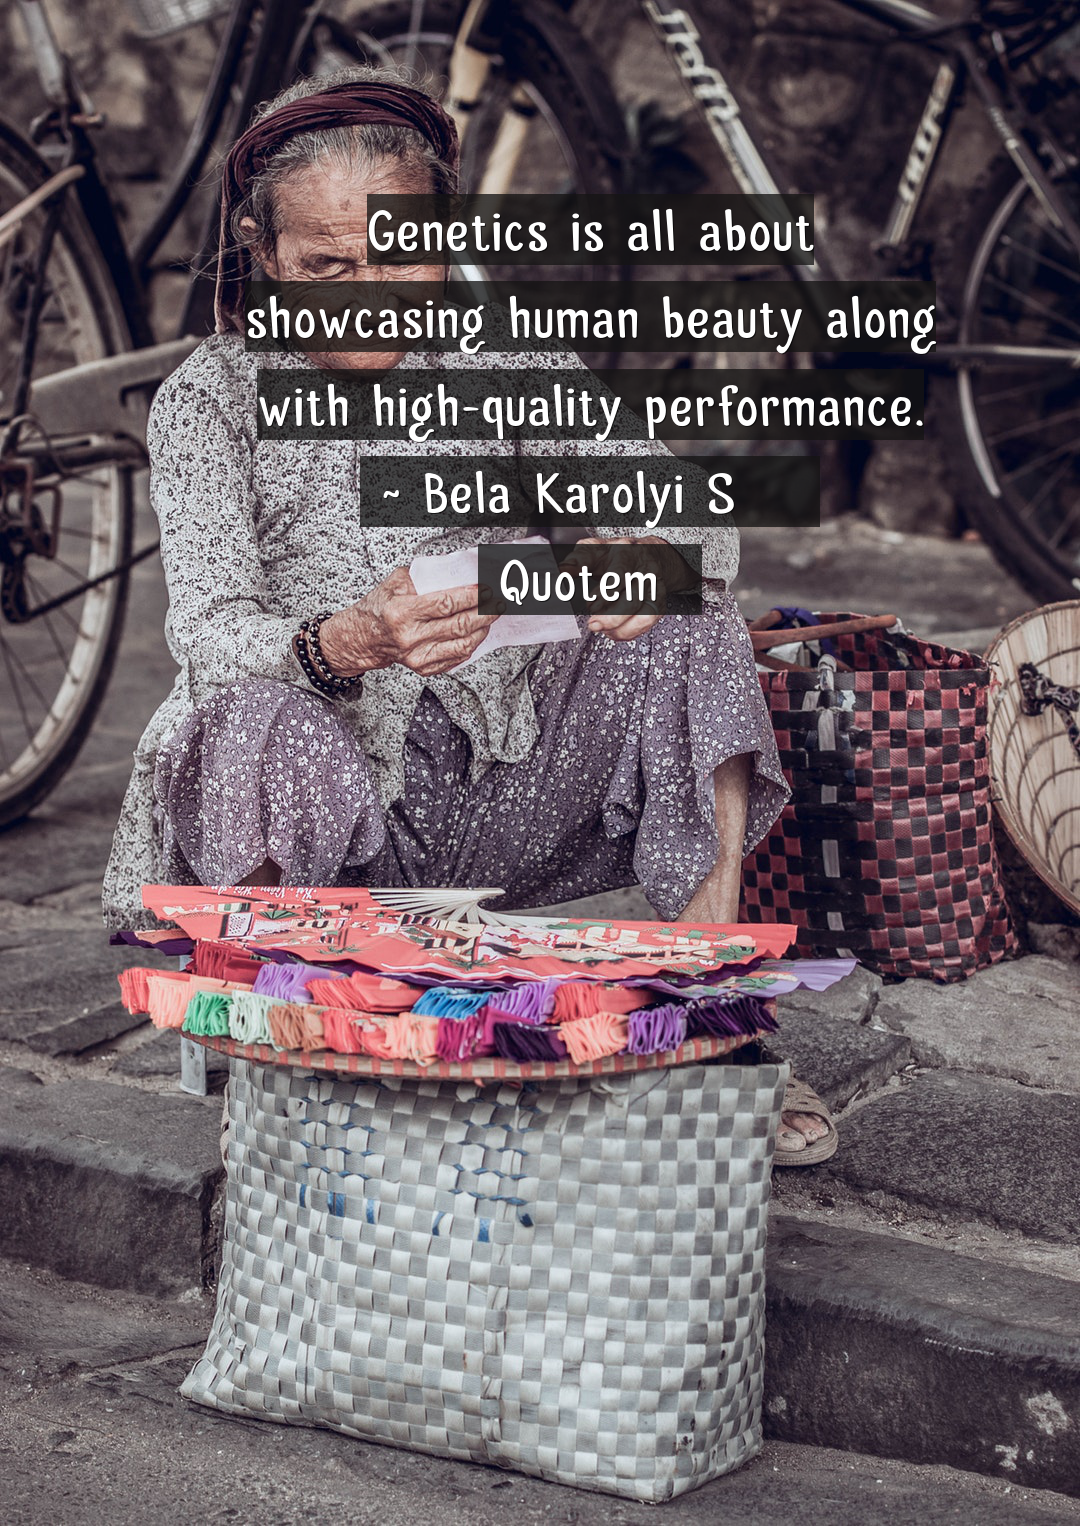 Genetics is all about
showcasing human beauty along
with high-quality performance.
~ Bela Karolyi S
Quotem